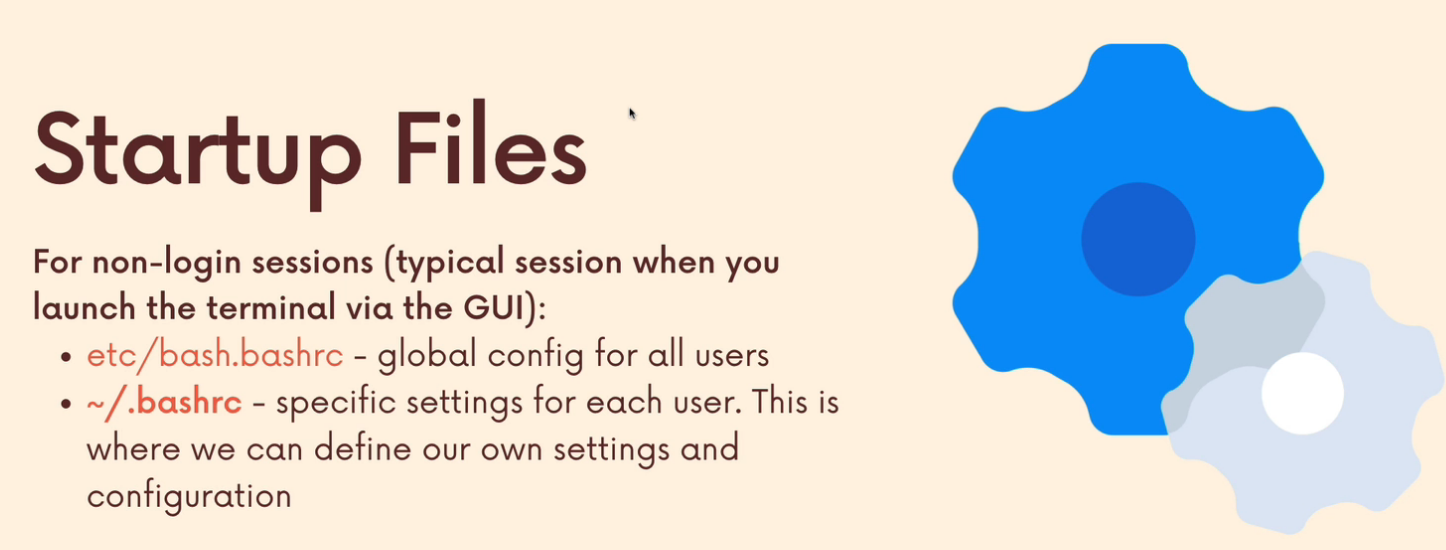 Startup Files
For non-login sessions (typical session when you
launch the terminal via the GUI):
• etc/bash.bashrc - global config for all users
• ~/.bashrc - specific settings for each user. This is
where we can define our own settings and
configuration